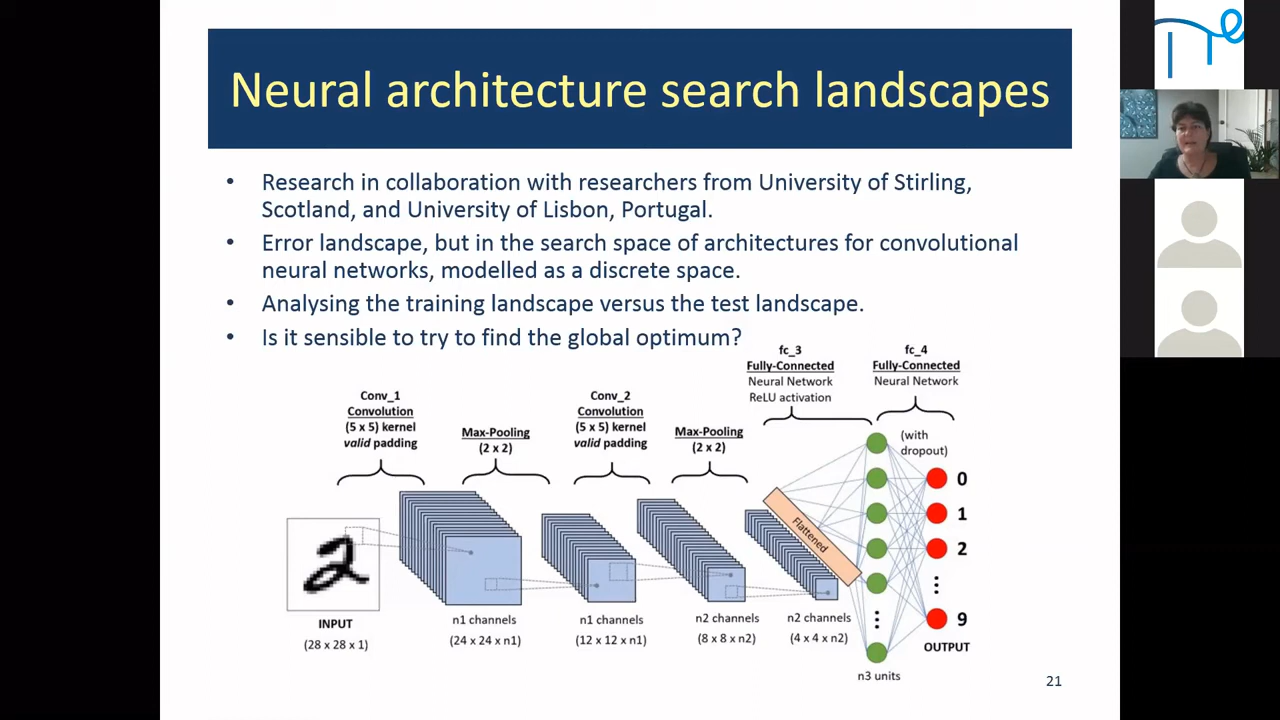 Neural architecture search landscapes
• Research in collaboration with researchers from University of Stirling,
Scotland, and University of Lisbon, Portugal.
• Error landscape, but in the search space of architectures for convolutional
neural networks, modelled as a discrete space.
• Analysing the training landscape versus the test landscape.
• Is it sensible to try to find the global optimum?
Conv_1
Convolution
(5 x 5) kernel
valid padding
Max-Pooling
(2 x 2)
Conv_2
Convolution
(5 x 5) kernel
valid padding
Max-Pooling
(2 x 2)
fc_3
Fully-Connected
Neural Network
ReLU activation
fc_4
Fully-Connected
Neural Network
(with
dropout)
Flattened
0
1
2
9
OUTPUT
INPUT
(28 x 28 x 1)
n1 channels
(24 x 24 x n1)
n1 channels
(12 x 12 x n1)
n2 channels
(8 x 8 x n2)
n2 channels
(4 x 4 x n2)
n3 units
21